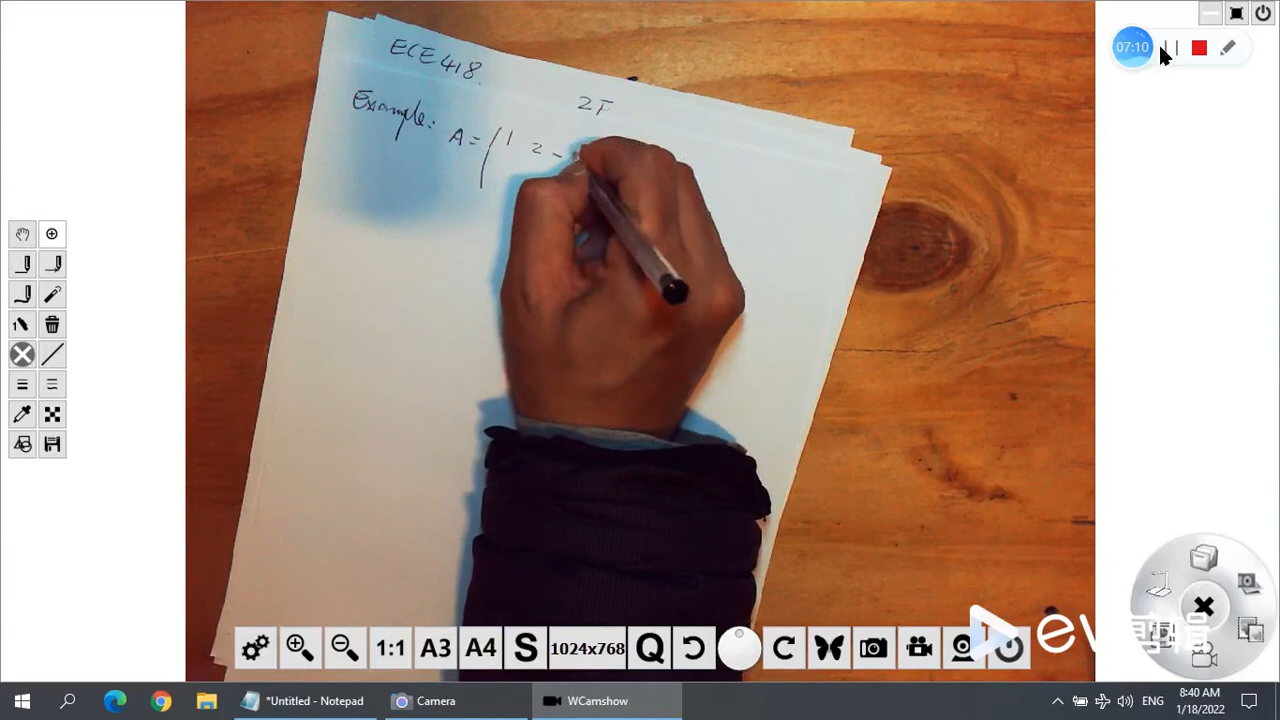 07:10
ECE 418.
2F
Example: A = ( 1 2 -
1:1 A3 A4 S 1024x768 Q
*Untitled - Notepad
Camera
WCamshow
ENG
8:40 AM
1/18/2022